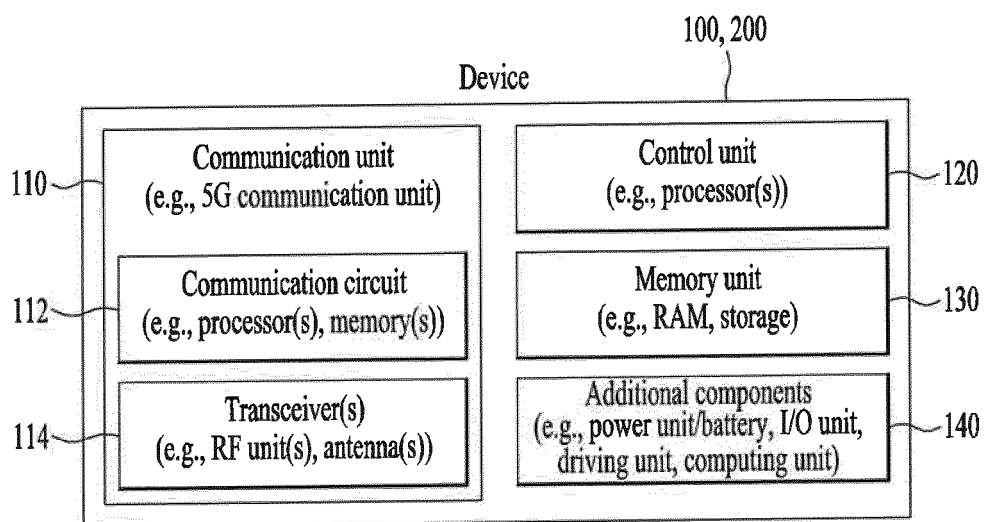 100, 200
Device
110
Communication unit
(e.g., 5G communication unit)
112
Communication circuit
(e.g., processor(s), memory(s))
114
Transceiver(s)
(e.g., RF unit(s), antenna(s))
Control unit
(e.g., processor(s))
120
Memory unit
(e.g., RAM, storage)
130
Additional components
(e.g., power unit/battery, I/O unit,
driving unit, computing unit)
140